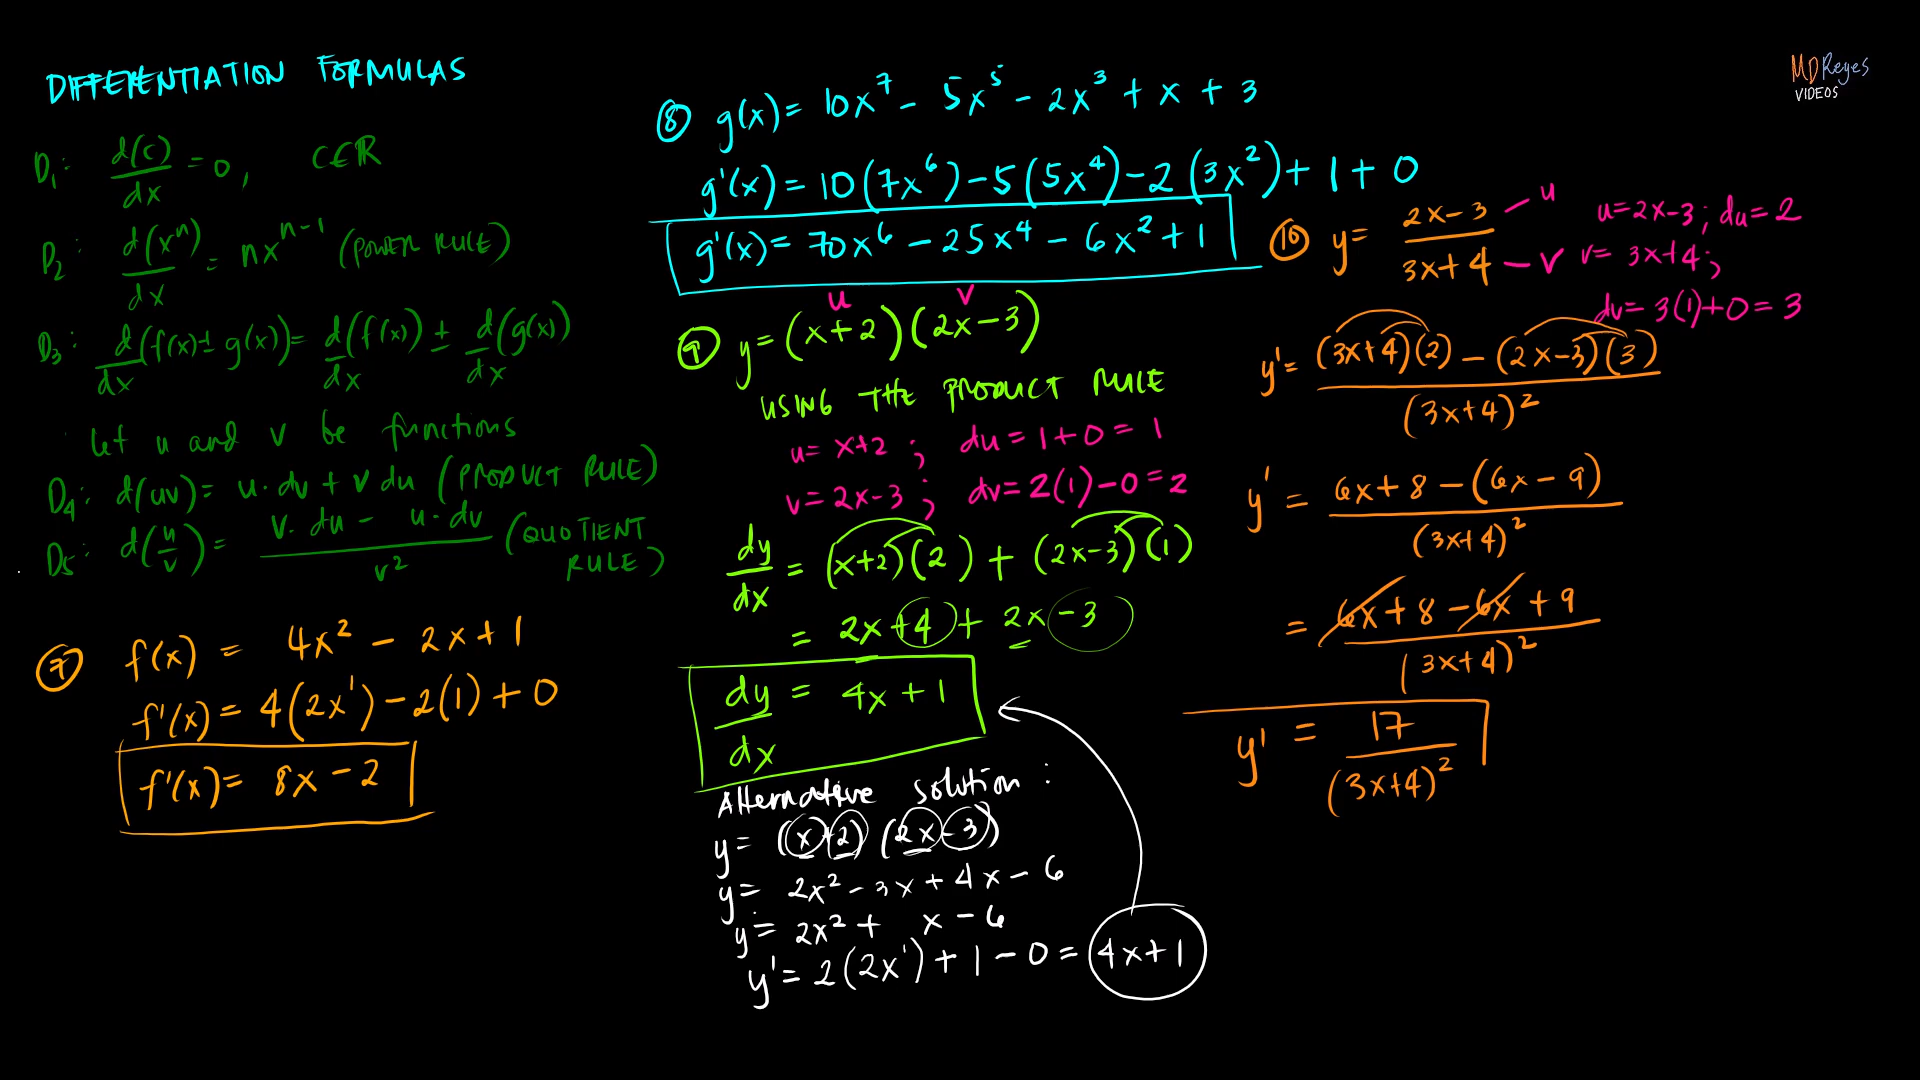 DIFFERENTIATION FORMULAS
D₁: d(c)/dx = 0, C∈R
D₂: d(xⁿ)/dx = nxⁿ⁻¹ (POWER RULE)
D₃: d/dx (f(x) ± g(x)) = d/dx (f(x)) ± d/dx (g(x))
Let u and v be functions
D₄: d(uv) = u·dv + v du (PRODUCT RULE)
D₅: d(u/v) = (v·du − u·dv)/v² (QUOTIENT RULE)
⑦ f(x) = 4x² − 2x + 1
f'(x) = 4(2x¹) − 2(1) + 0
f'(x) = 8x − 2
⑧ g(x) = 10x⁷ − 5x⁵ − 2x³ + x + 3
g'(x) = 10(7x⁶) − 5(5x⁴) − 2(3x²) + 1 + 0
g'(x) = 70x⁶ − 25x⁴ − 6x² + 1
u v
⑨ y = (x+2)(2x−3)
USING THE PRODUCT RULE
u = x+2 ; du = 1+0 = 1
v = 2x−3 ; dv = 2(1)−0 = 2
dy/dx = (x+2)(2) + (2x−3)(1)
= 2x+4 + 2x −3
dy/dx = 4x + 1
Alternative solution :
y = (x+2)(2x−3)
y = 2x² − 3x + 4x − 6
y = 2x² + x − 6
y' = 2(2x¹) + 1 − 0 = 4x+1
⑩ y = (2x−3)/(3x+4) — u — v
u = 2x−3 ; du = 2
v = 3x+4 ;
dv = 3(1)+0 = 3
y' = ((3x+4)(2) − (2x−3)(3))/(3x+4)²
y' = (6x+8 − (6x−9))/(3x+4)²
= (6x+8 − 6x + 9)/(3x+4)²
y' = 17/(3x+4)²
MDReyes
VIDEOS